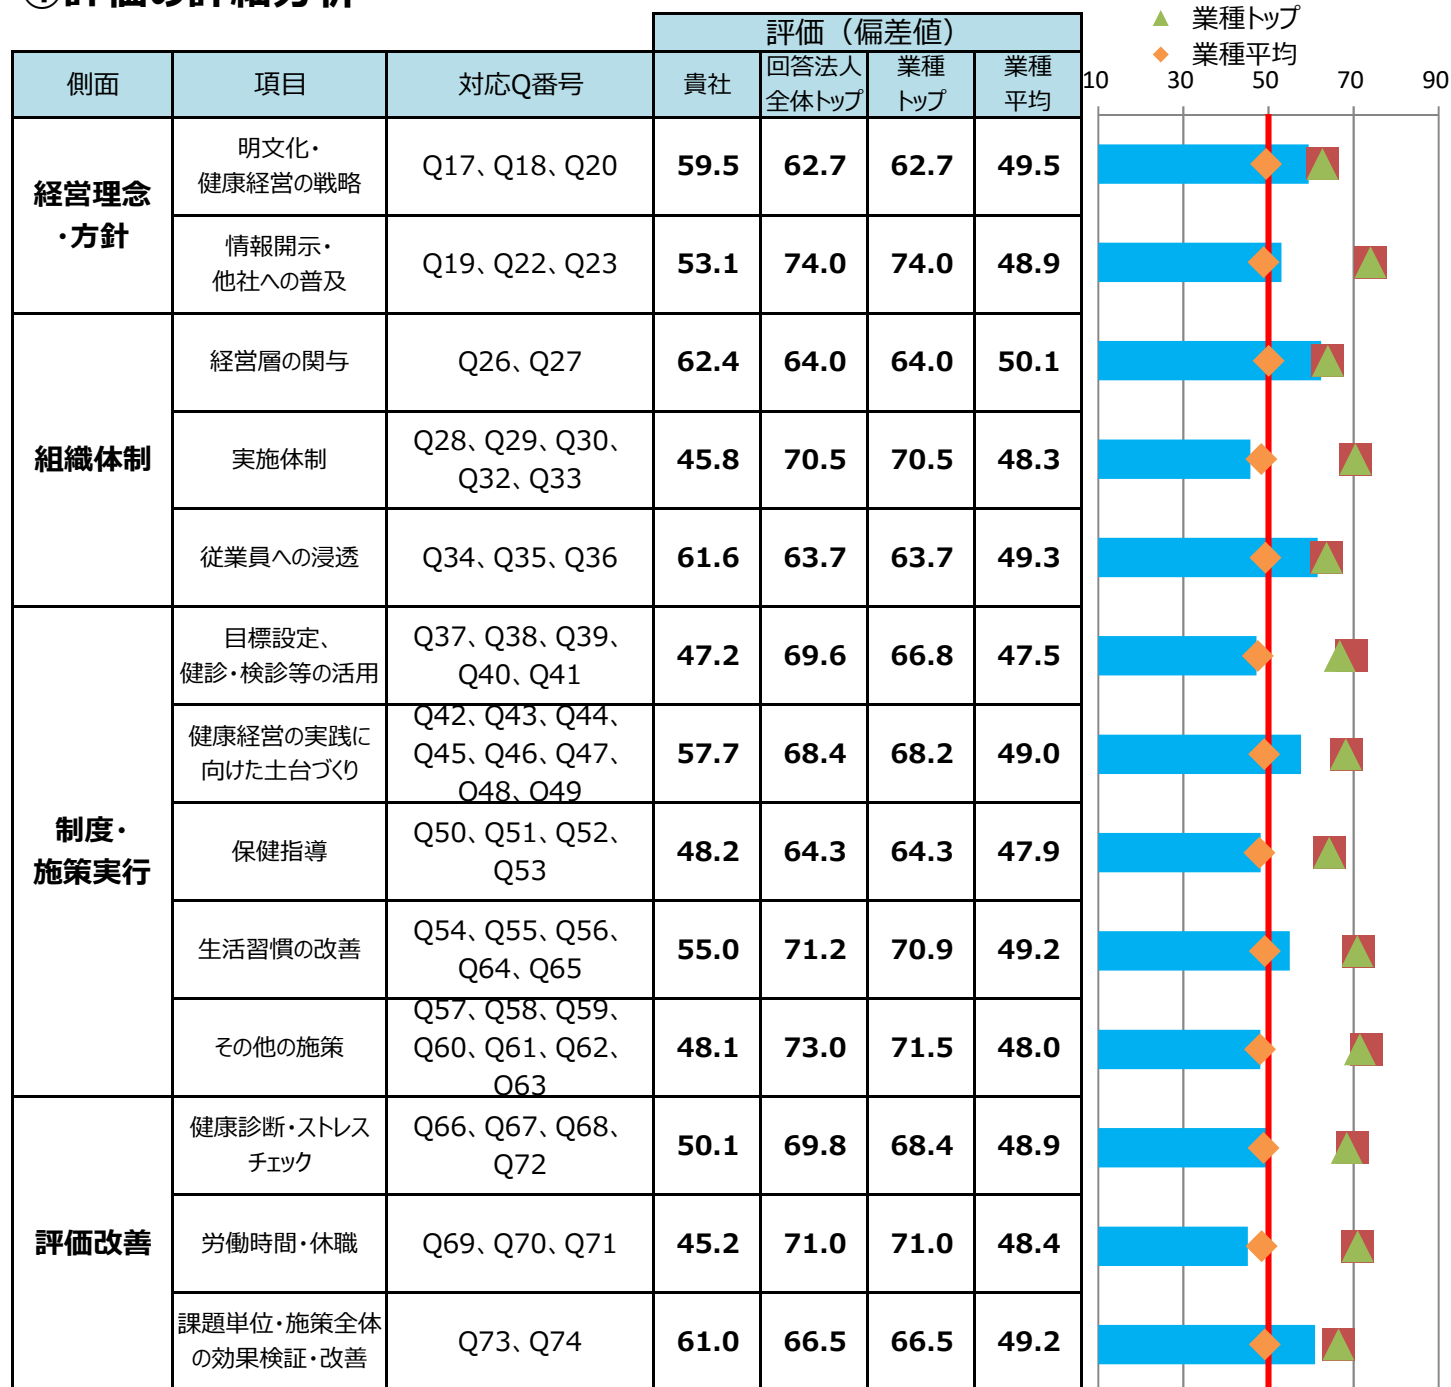 ④評価の詳細分析
▲ 業種トップ
◆ 業種平均
評価（偏差値）
側面 項目 対応Q番号 貴社 回答法人 業種 業種
全体トップ トップ 平均
10 30 50 70 90
経営理念
・方針
明文化・
健康経営の戦略
Q17、Q18、Q20 59.5 62.7 62.7 49.5
情報開示・
他社への普及
Q19、Q22、Q23 53.1 74.0 74.0 48.9
組織体制
経営層の関与 Q26、Q27 62.4 64.0 64.0 50.1
実施体制
Q28、Q29、Q30、
Q32、Q33
45.8 70.5 70.5 48.3
従業員への浸透 Q34、Q35、Q36 61.6 63.7 63.7 49.3
制度・
施策実行
目標設定、
健診・検診等の活用
Q37、Q38、Q39、
Q40、Q41
47.2 69.6 66.8 47.5
健康経営の実践に
向けた土台づくり
Q42、Q43、Q44、
Q45、Q46、Q47、
Q48、Q49
57.7 68.4 68.2 49.0
保健指導
Q50、Q51、Q52、
Q53
48.2 64.3 64.3 47.9
生活習慣の改善
Q54、Q55、Q56、
Q64、Q65
55.0 71.2 70.9 49.2
その他の施策
Q57、Q58、Q59、
Q60、Q61、Q62、
Q63
48.1 73.0 71.5 48.0
評価改善
健康診断・ストレス
チェック
Q66、Q67、Q68、
Q72
50.1 69.8 68.4 48.9
労働時間・休職 Q69、Q70、Q71 45.2 71.0 71.0 48.4
課題単位・施策全体
の効果検証・改善
Q73、Q74 61.0 66.5 66.5 49.2